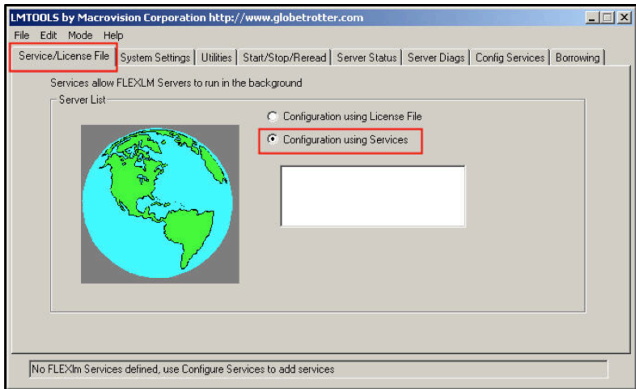 LMTOOLS by Macrovision Corporation http://www.globetrotter.com
File Edit Mode Help
Service/License File System Settings Utilities Start/Stop/Reread Server Status Server Diags Config Services Borrowing
Services allow FLEXLM Servers to run in the background
Server List
Configuration using License File
Configuration using Services
No FLEXlm Services defined, use Configure Services to add services